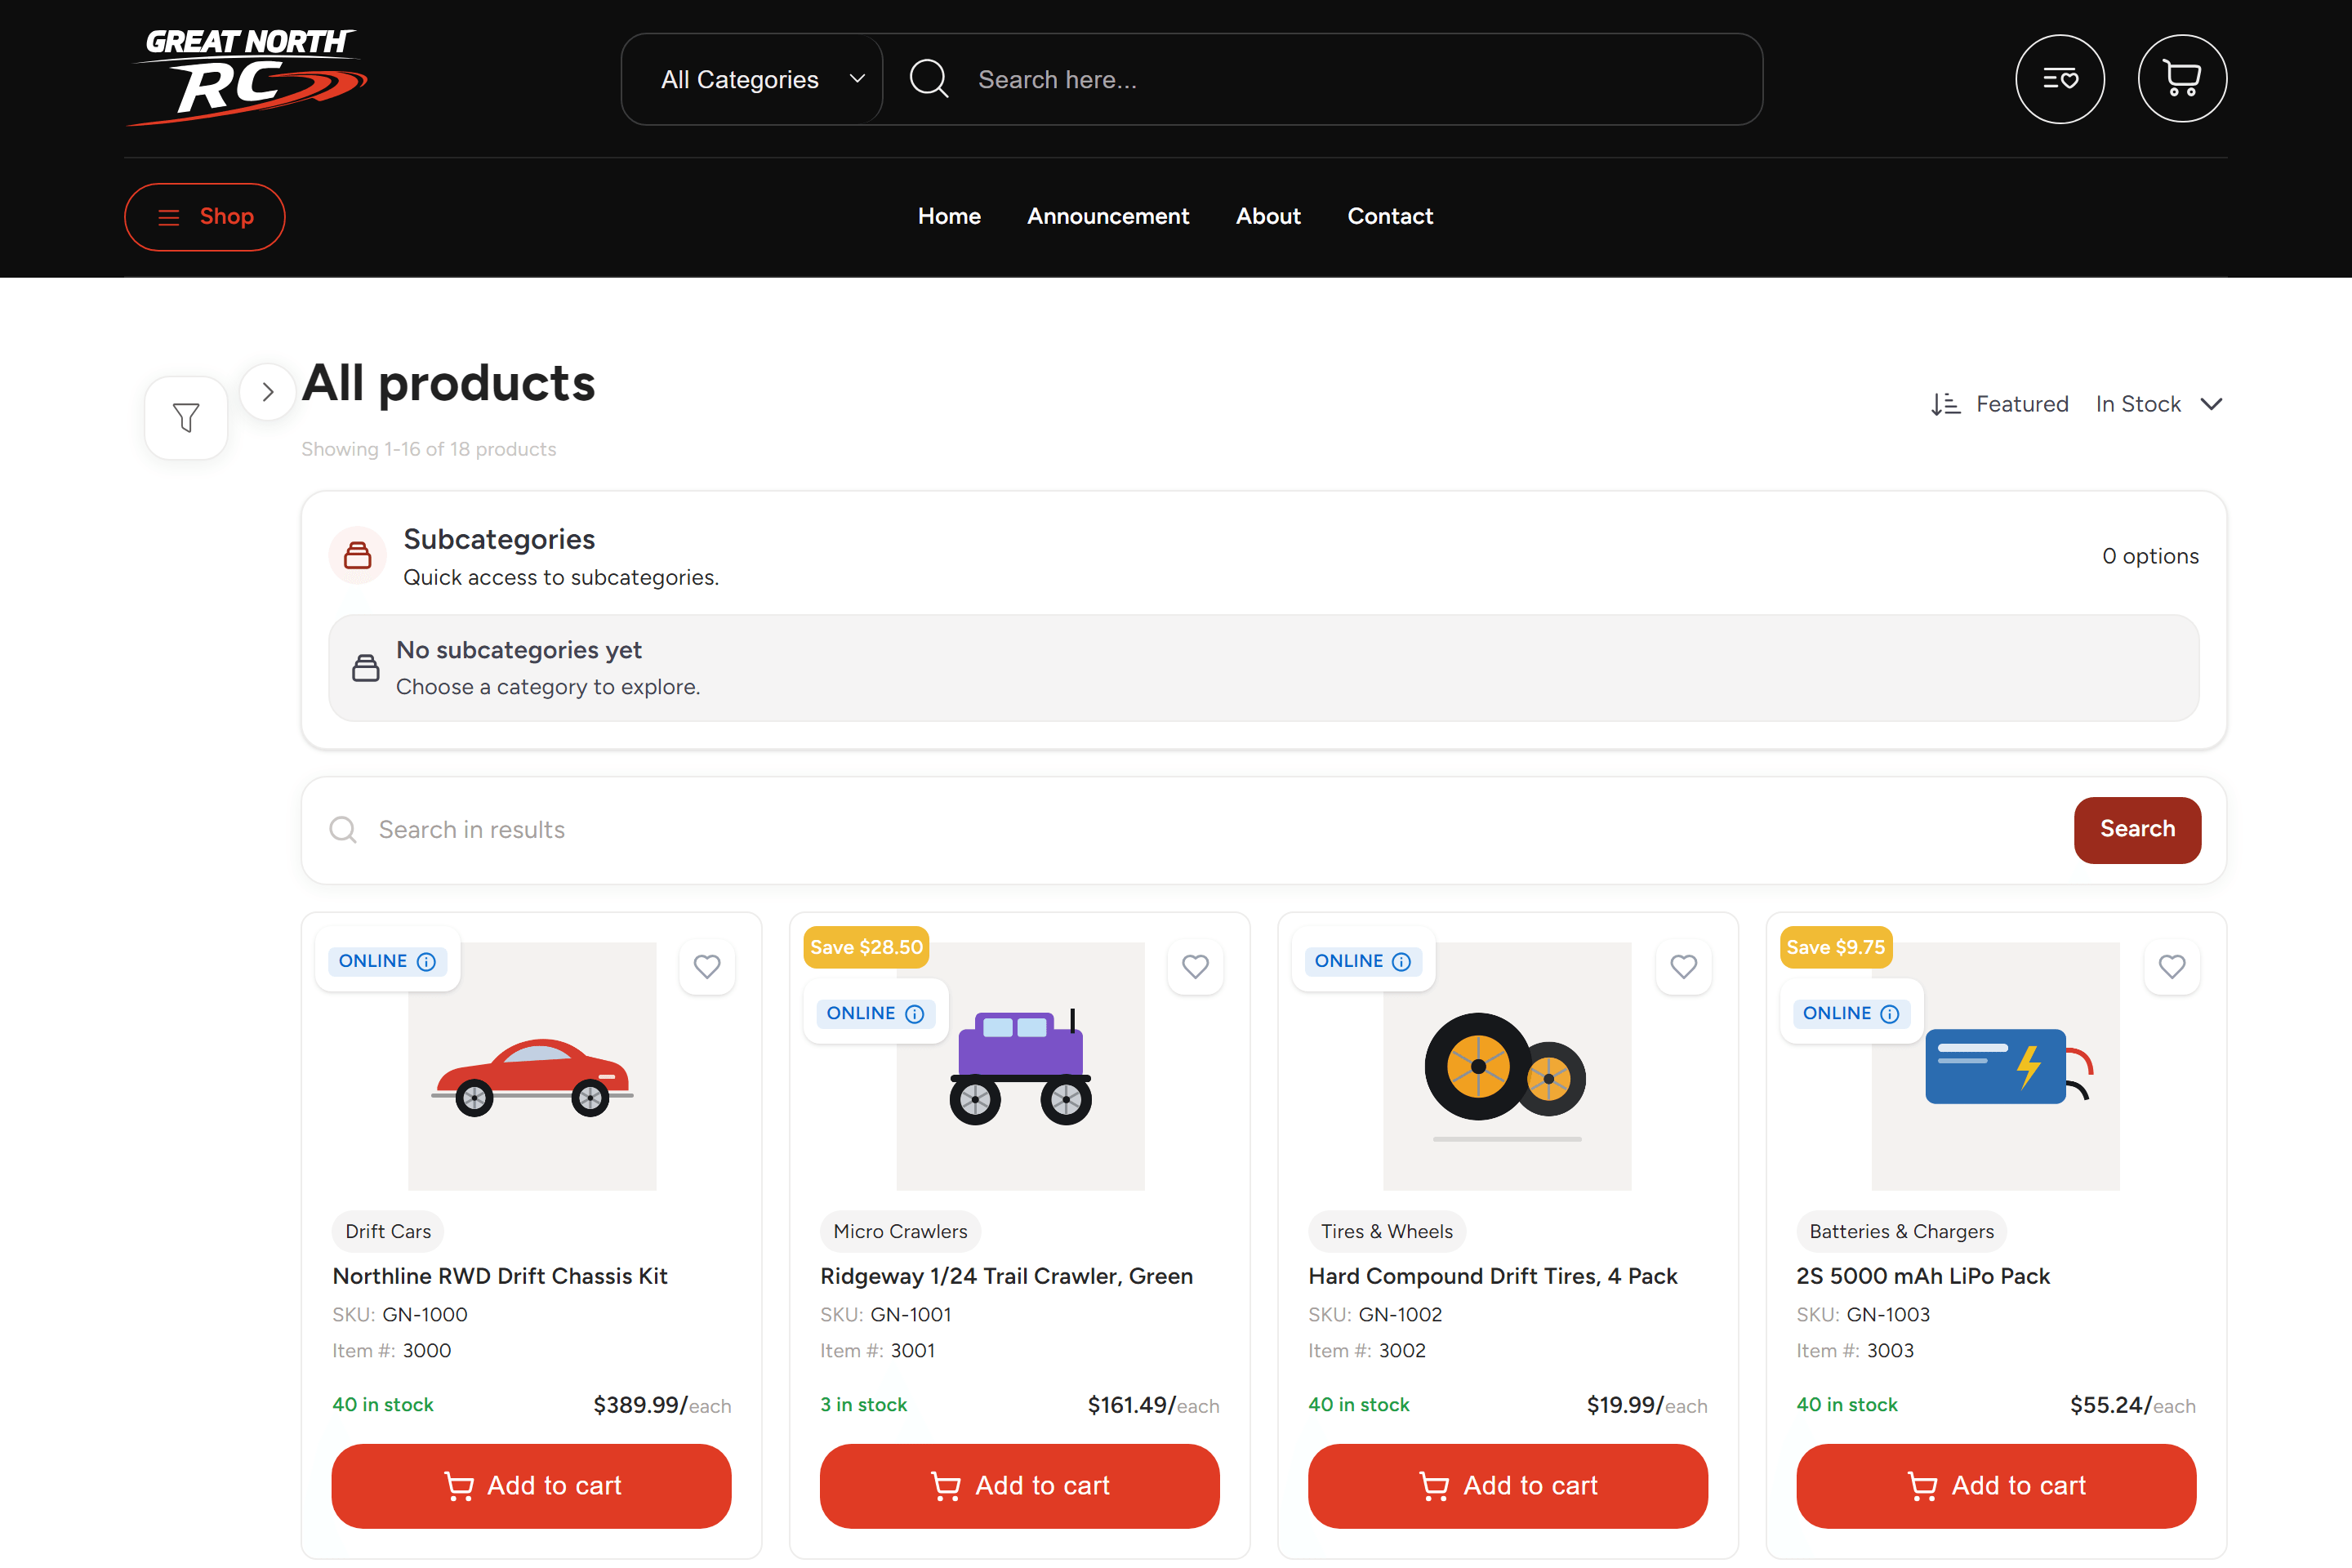 GREAT NORTH
RC
All Categories
Search here...
Shop
Home
Announcement
About
Contact
All products
Showing 1-16 of 18 products
Featured
In Stock
Subcategories
Quick access to subcategories.
0 options
No subcategories yet
Choose a category to explore.
Search in results
Search
ONLINE
Drift Cars
Northline RWD Drift Chassis Kit
SKU: GN-1000
Item #: 3000
40 in stock
$389.99/each
Add to cart
Save $28.50
ONLINE
Micro Crawlers
Ridgeway 1/24 Trail Crawler, Green
SKU: GN-1001
Item #: 3001
3 in stock
$161.49/each
Add to cart
ONLINE
Tires & Wheels
Hard Compound Drift Tires, 4 Pack
SKU: GN-1002
Item #: 3002
40 in stock
$19.99/each
Add to cart
Save $9.75
ONLINE
Batteries & Chargers
2S 5000 mAh LiPo Pack
SKU: GN-1003
Item #: 3003
40 in stock
$55.24/each
Add to cart